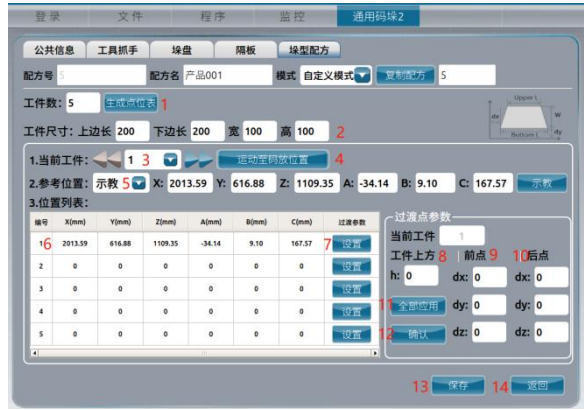 登录 文件 程序 监控 通用码垛2
公共信息 工具抓手 垛盘 隔板 垛型配方
配方号 5 配方名 产品001 模式 自定义模式 复制配方 5
工件数: 5 生成点位表 1
Upper L
W
dx
Bottom L dy
工件尺寸: 上边长 200 下边长 200 宽 100 高 100 2
1.当前工件: 1 3 运动至码放位置 4
2.参考位置: 示教 5 X: 2013.59 Y: 616.88 Z: 1109.35 A: -34.14 B: 9.10 C: 167.57 示教
3.位置列表:
编号 X(mm) Y(mm) Z(mm) A(mm) B(mm) C(mm) 过渡参数
1 6 2013.59 616.88 1109.35 -34.14 9.10 167.57 7 设置
2 0 0 0 0 0 0 设置
3 0 0 0 0 0 0 设置
4 0 0 0 0 0 0 设置
5 0 0 0 0 0 0 设置
过渡点参数
当前工件 1
工件上方 8 前点 9 10 后点
h: 0 dx: 0 dx: 0
11 全部应用 dy: 0 dy: 0
12 确认 dz: 0 dz: 0
13 保存 14 返回